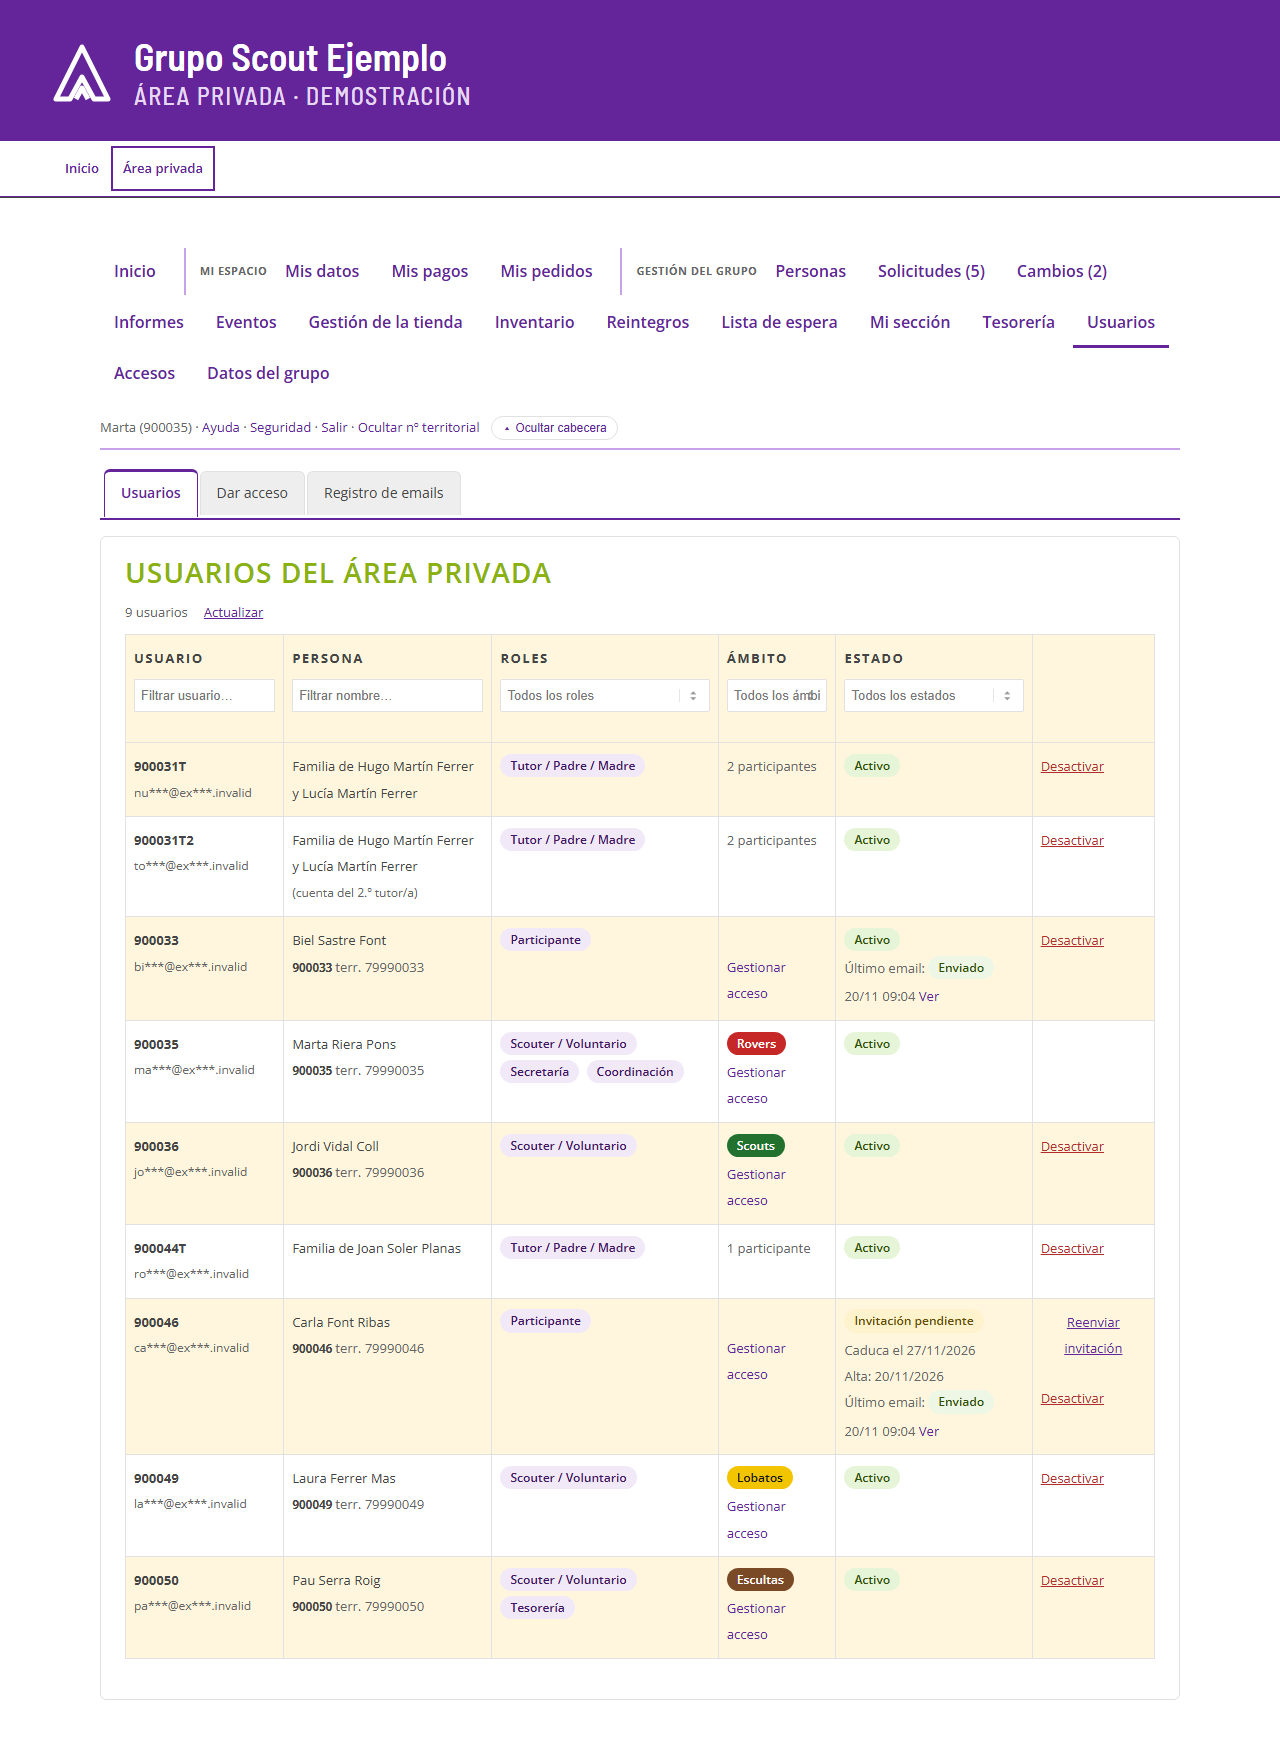 Grupo Scout Ejemplo
ÁREA PRIVADA · DEMOSTRACIÓN
Inicio Área privada
Inicio MI ESPACIO Mis datos Mis pagos Mis pedidos GESTIÓN DEL GRUPO Personas Solicitudes (5) Cambios (2)
Informes Eventos Gestión de la tienda Inventario Reintegros Lista de espera Mi sección Tesorería Usuarios
Accesos Datos del grupo
Marta (900035) · Ayuda · Seguridad · Salir · Ocultar nº territorial ▲ Ocultar cabecera
Usuarios Dar acceso Registro de emails
USUARIOS DEL ÁREA PRIVADA
9 usuarios Actualizar
USUARIO PERSONA ROLES ÁMBITO ESTADO
Filtrar usuario… Filtrar nombre… Todos los roles Todos los ámbi Todos los estados
900031T Familia de Hugo Martín Ferrer Tutor / Padre / Madre 2 participantes Activo Desactivar
nu***@ex***.invalid y Lucía Martín Ferrer
900031T2 Familia de Hugo Martín Ferrer Tutor / Padre / Madre 2 participantes Activo Desactivar
to***@ex***.invalid y Lucía Martín Ferrer
(cuenta del 2.º tutor/a)
900033 Biel Sastre Font Participante Activo Desactivar
bi***@ex***.invalid 900033 terr. 79990033 Gestionar Último email: Enviado
acceso 20/11 09:04 Ver
900035 Marta Riera Pons Scouter / Voluntario Rovers Activo
ma***@ex***.invalid 900035 terr. 79990035 Secretaría Coordinación Gestionar
acceso
900036 Jordi Vidal Coll Scouter / Voluntario Scouts Activo Desactivar
jo***@ex***.invalid 900036 terr. 79990036 Gestionar
acceso
900044T Familia de Joan Soler Planas Tutor / Padre / Madre 1 participante Activo Desactivar
ro***@ex***.invalid
900046 Carla Font Ribas Participante Invitación pendiente Reenviar
ca***@ex***.invalid 900046 terr. 79990046 Gestionar Caduca el 27/11/2026 invitación
acceso Alta: 20/11/2026
Último email: Enviado Desactivar
20/11 09:04 Ver
900049 Laura Ferrer Mas Scouter / Voluntario Lobatos Activo Desactivar
la***@ex***.invalid 900049 terr. 79990049 Gestionar
acceso
900050 Pau Serra Roig Scouter / Voluntario Escultas Activo Desactivar
pa***@ex***.invalid 900050 terr. 79990050 Tesorería Gestionar
acceso